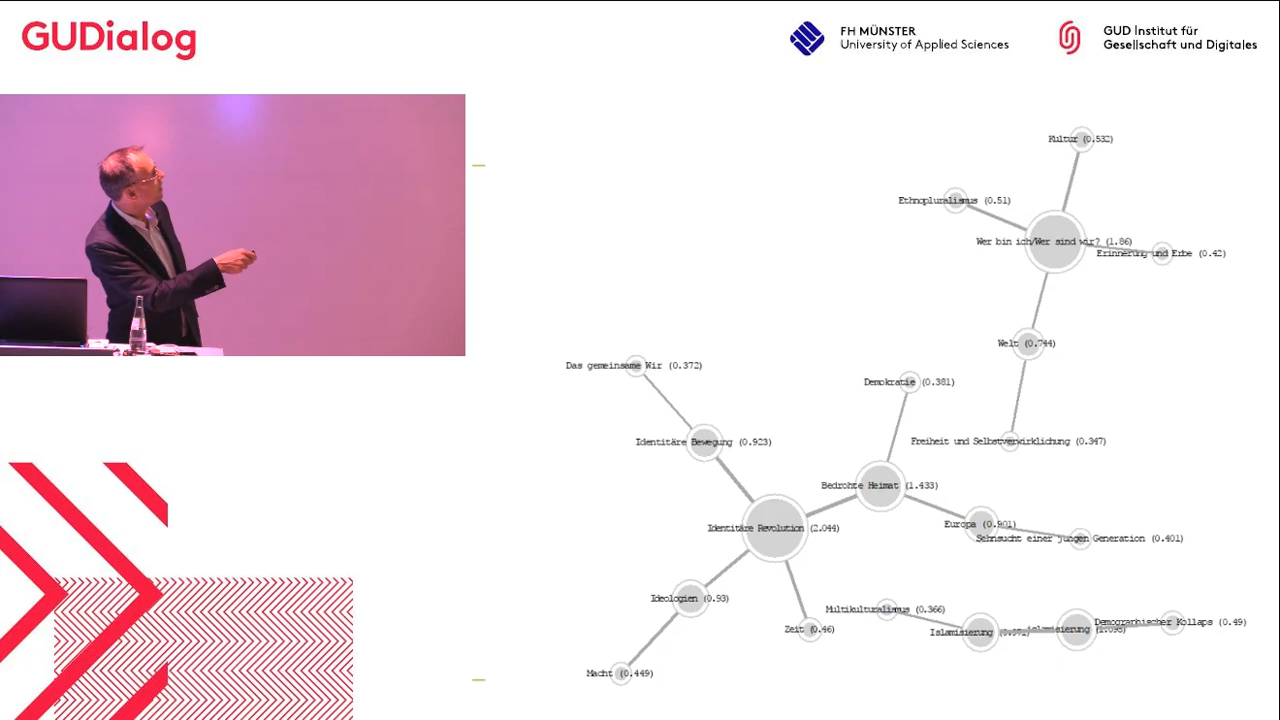 GUDialog
FH MÜNSTER
University of Applied Sciences
GUD Institut für
Gesellschaft und Digitales
Kultur (0.532)
Ethnopluralismus (0.51)
Wer bin ich/Wer sind wir? (1.86)
Erinnerung und Erbe (0.42)
Welt (0.744)
Das gemeinsame Wir (0.372)
Demokratie (0.381)
Identitäre Bewegung (0.923)
Freiheit und Selbstverwirklichung (0.347)
Bedrohte Heimat (1.433)
Identitäre Revolution (2.044)
Europa (0.901)
Sehnsucht einer jungen Generation (0.401)
Ideologien (0.93)
Multikulturalismus (0.366)
Zeit (0.46)
Islamisierung
Demographischer Kollaps (0.49)
Macht (0.449)